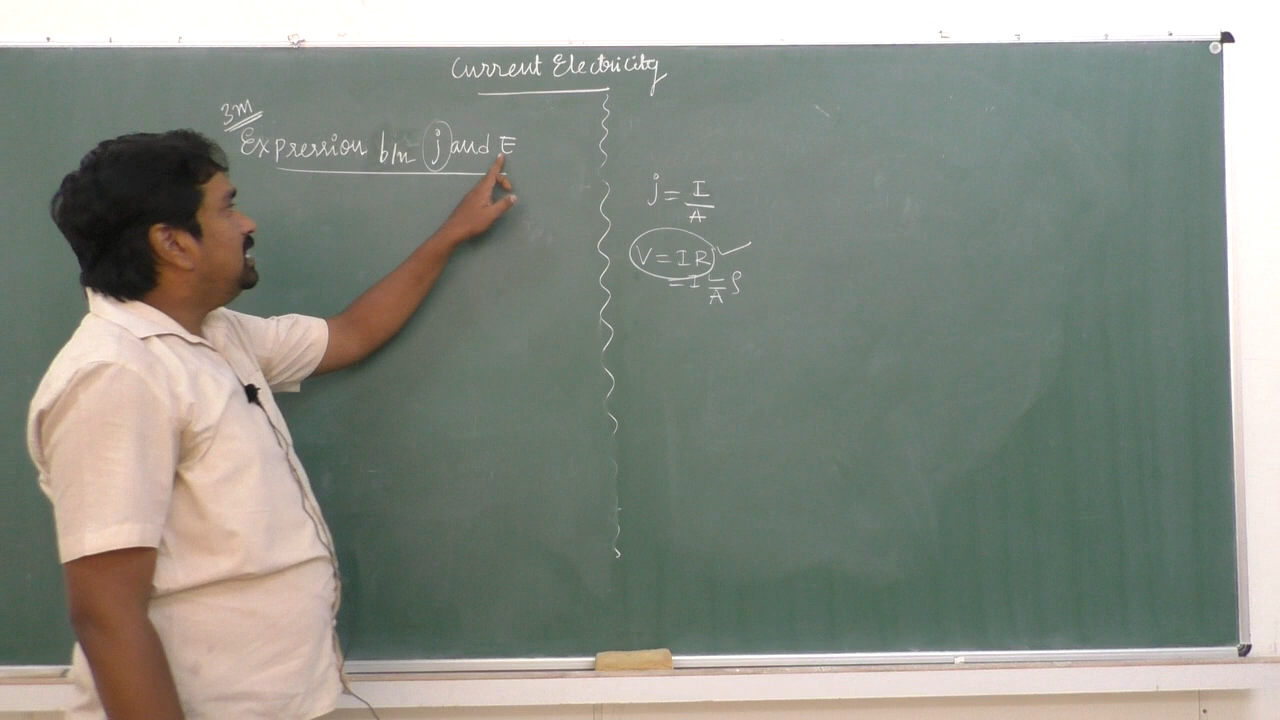 Current Electricity
3m
Expression b/n j and E
j = I/A
V = IR
= I L/A ρ